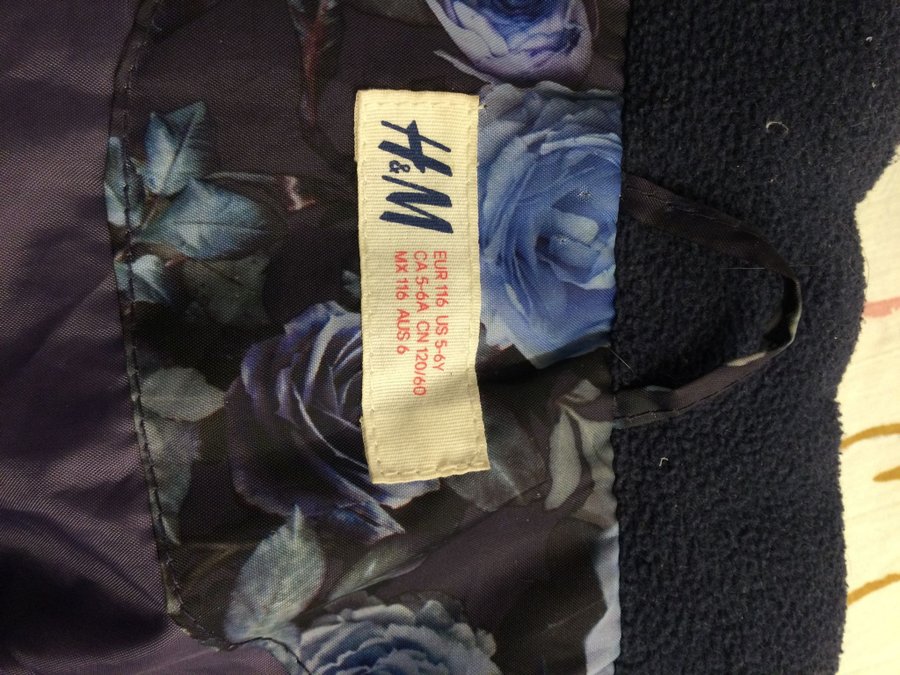 H&M
EUR 116 US 5-6Y
CA 5-6A CN 120/60
MX 116 AUS 6